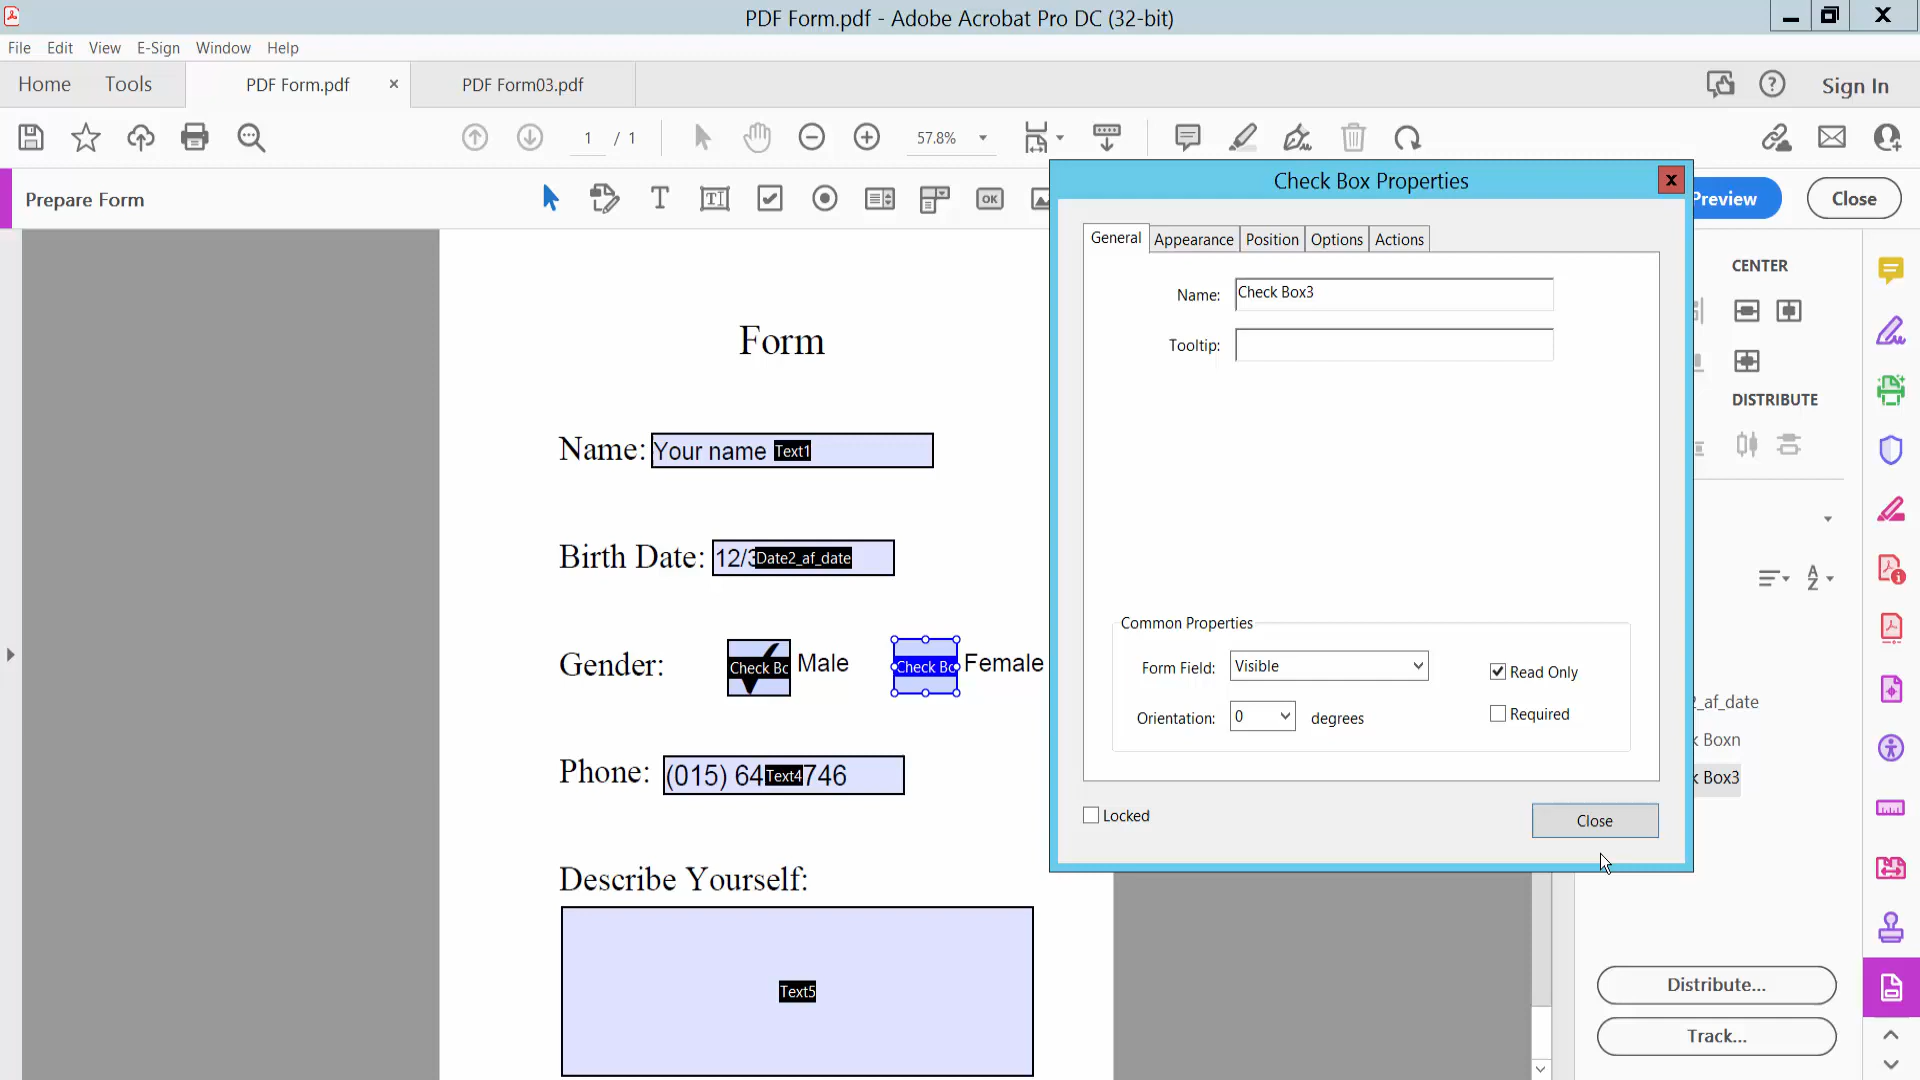 PDF Form.pdf - Adobe Acrobat Pro DC (32-bit)
File Edit View E-Sign Window Help
Home Tools PDF Form.pdf × PDF Form03.pdf Sign In
1 / 1 57.8%
Prepare Form OK Preview Close
Check Box Properties
General Appearance Position Options Actions
Name: Check Box3
Tooltip:
Common Properties
Form Field: Visible Read Only
Orientation: 0 degrees Required
Locked Close
Form
Name: Your name Text1
Birth Date: 12/3 Date2_af_date
Gender: Check Bc Male Check Bc Female
Phone: (015) 64 Text4 746
Describe Yourself:
Text5
CENTER
DISTRIBUTE
A
Z
2_af_date
k Boxn
k Box3
Distribute...
Track...